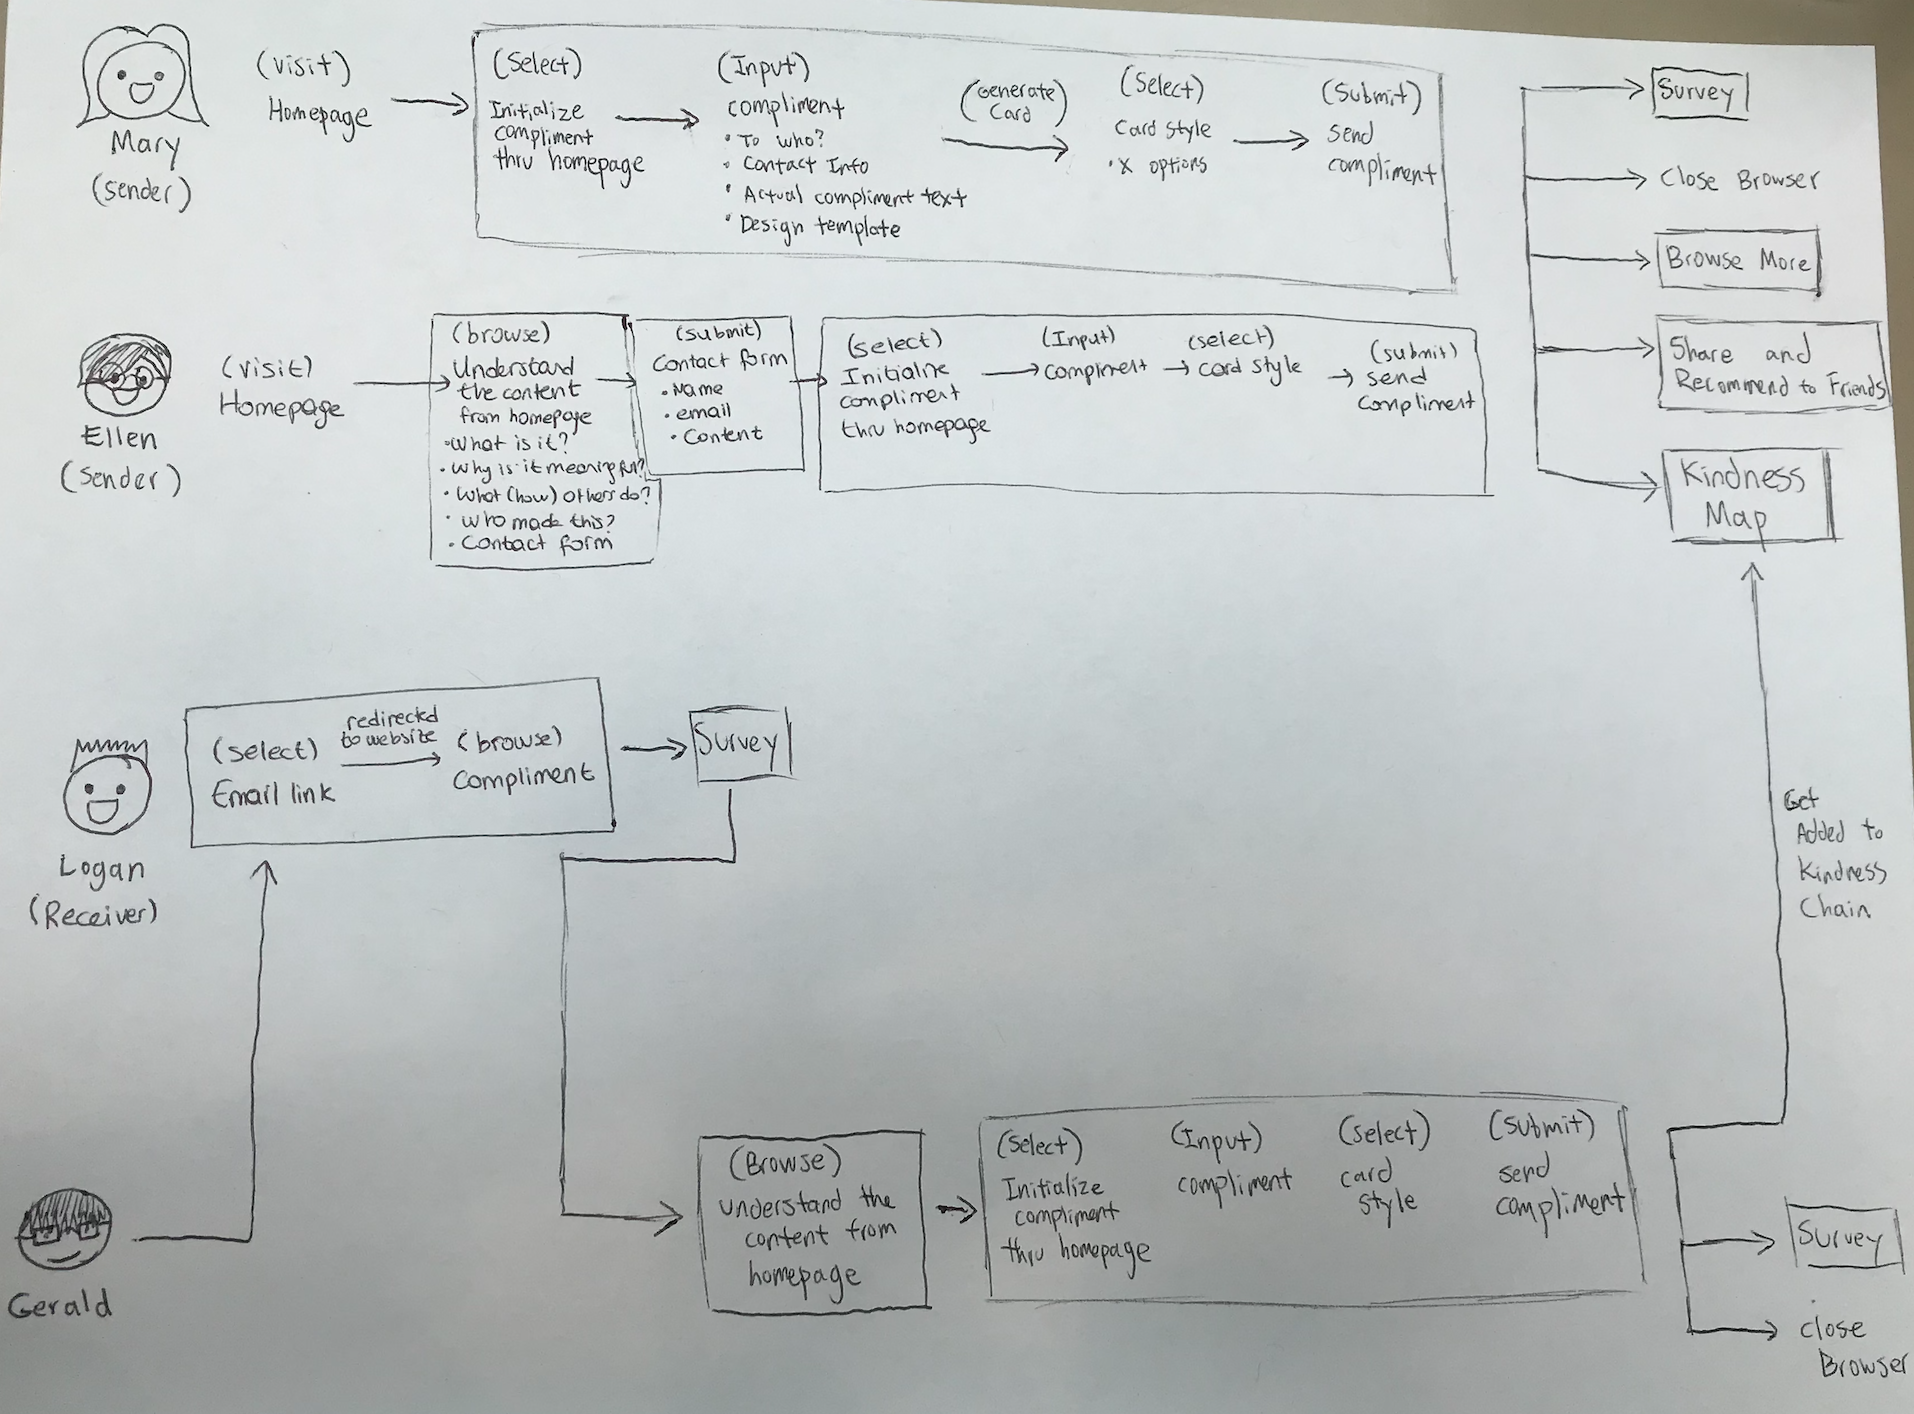 (visit)
Homepage
Mary
(Sender)
(Select)
Initialize
compliment
thru homepage
(Input)
compliment
• To who?
• Contact Info
• Actual compliment text
• Design template
(Generate
Card)
(Select)
Card style
• X options
(Submit)
send
compliment
Survey
Close Browser
Browse More
Share and
Recommend to Friends
Kindness
Map
Ellen
(Sender)
(visit)
Homepage
(browse)
Understand
the content
from homepage
• What is it?
• Why is it meaningful?
• What (how) others do?
• Who made this?
• Contact form
(submit)
Contact form
• Name
• email
• Content
(select)
Initialize
compliment
thru homepage
(Input)
compliment
(select)
card style
(submit)
send
compliment
Logan
(Receiver)
(select)
Email link
redirected
to website
(browse)
compliment
Survey
Get
Added to
Kindness
Chain
Gerald
(Browse)
understand the
content from
homepage
(Select)
Initialize
compliment
thru homepage
(Input)
compliment
(select)
card
style
(Submit)
send
compliment
Survey
close
Browser